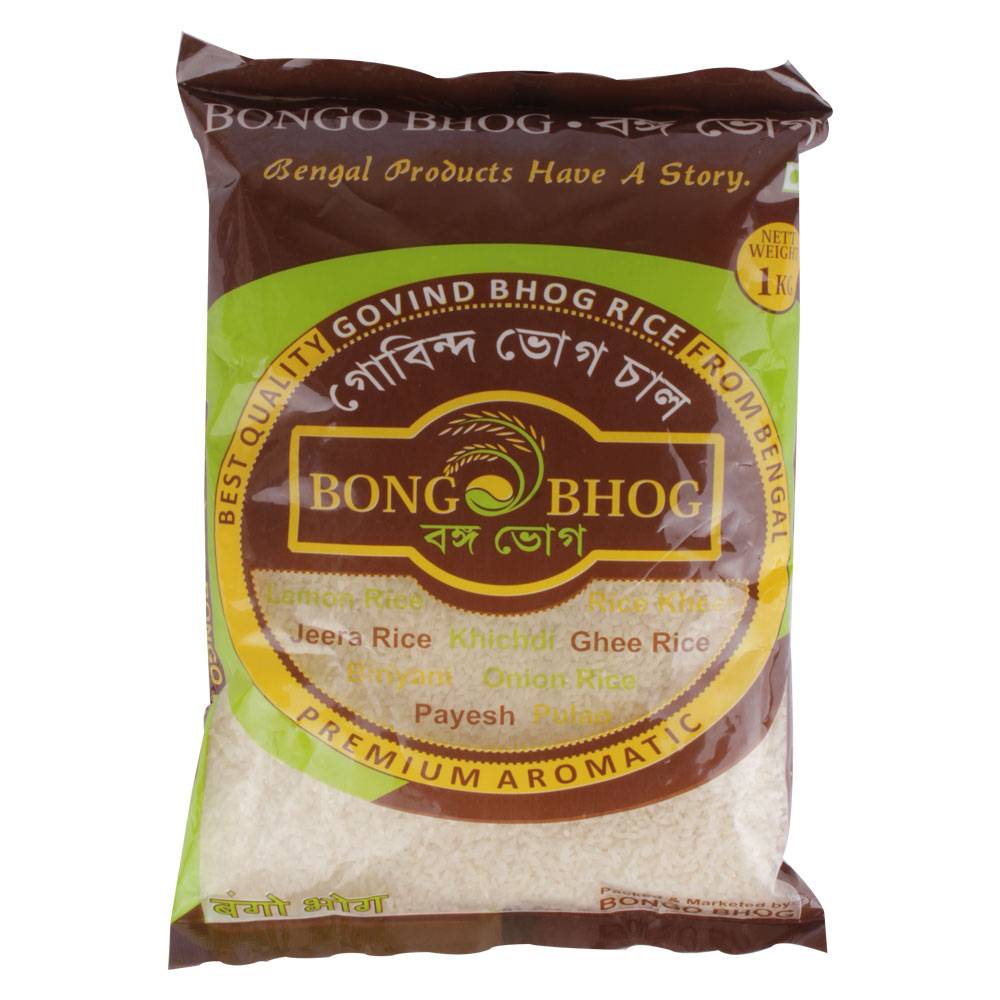 BONGO BHOG • বঙ্গ ভোগ
Bengal Products Have A Story.
NETT
WEIGHT
1 KG
BEST QUALITY GOVIND BHOG RICE FROM BENGAL
গোবিন্দ ভোগ চাল
BONGO BHOG
বঙ্গ ভোগ
Lemon Rice Rice Kheer
Jeera Rice Khichdi Ghee Rice
Biriyani Onion Rice
Payesh Pulao
PREMIUM AROMATIC
बंगो भोग
Packed & Marketed by:
BONGO BHOG